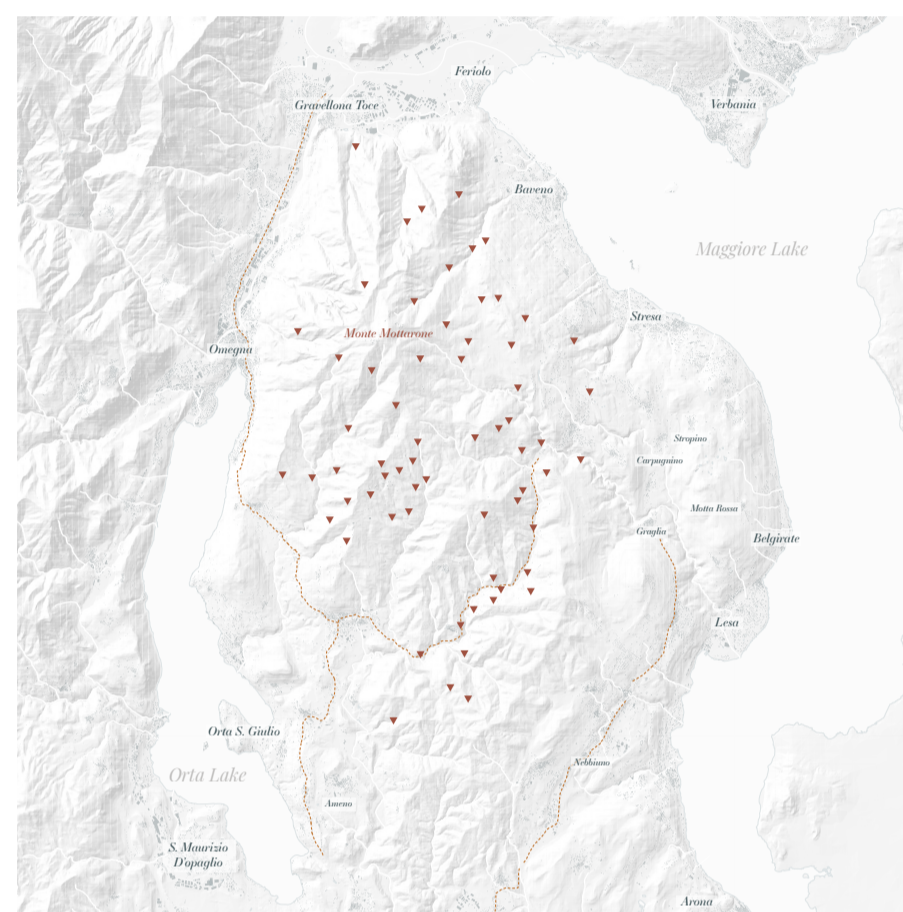 Feriolo
Gravellona Toce
Verbania
Baveno
Maggiore Lake
Stresa
Monte Mottarone
Omegna
Stropino
Carpugnino
Motta Rossa
Graglia
Belgirate
Lesa
Orta S. Giulio
Nebbiuno
Orta Lake
Ameno
S. Maurizio
D'opaglio
Arona